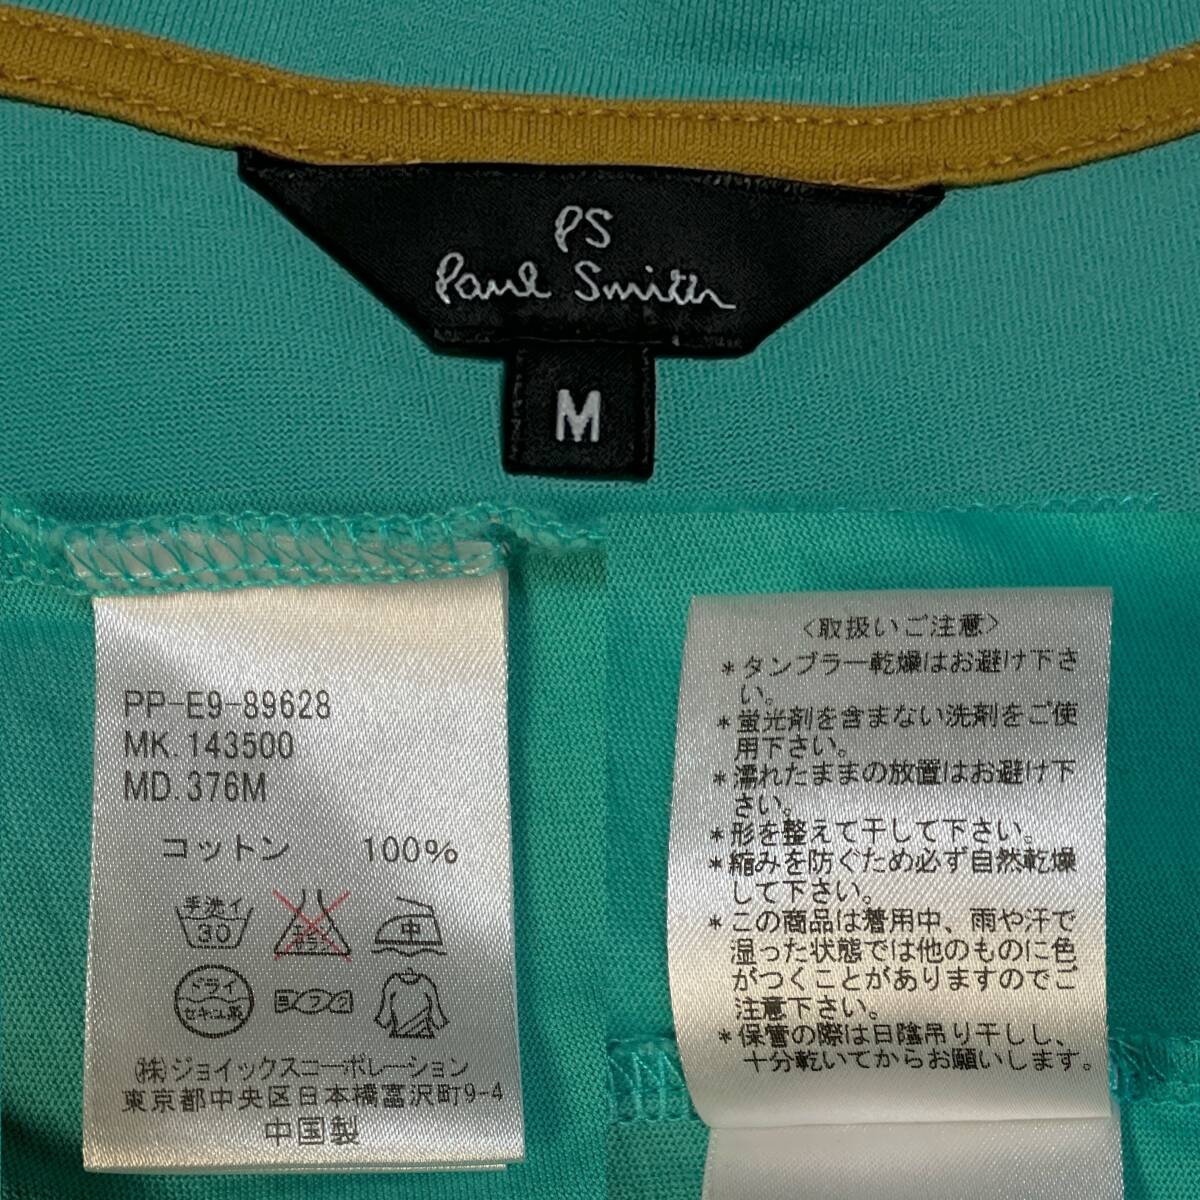 PS
Paul Smith
M
PP-E9-89628
MK.143500
MD.376M
コットン 100%
手洗イ
30
エンソ
サラシ
中
ドライ
セキユ系
ヨワク
(株)ジョイックスコーポレーション
東京都中央区日本橋富沢町9-4
中国製
<取扱いご注意>
*タンブラー乾燥はお避け下さ
い。
*蛍光剤を含まない洗剤をご使
用下さい。
*濡れたままの放置はお避け下
さい。
*形を整えて干して下さい。
*縮みを防ぐため必ず自然乾燥
して下さい。
*この商品は着用中、雨や汗で
湿った状態では他のものに色
がつくことがありますのでご
注意下さい。
*保管の際は日陰吊り干しし、
十分乾いてからお願いします。